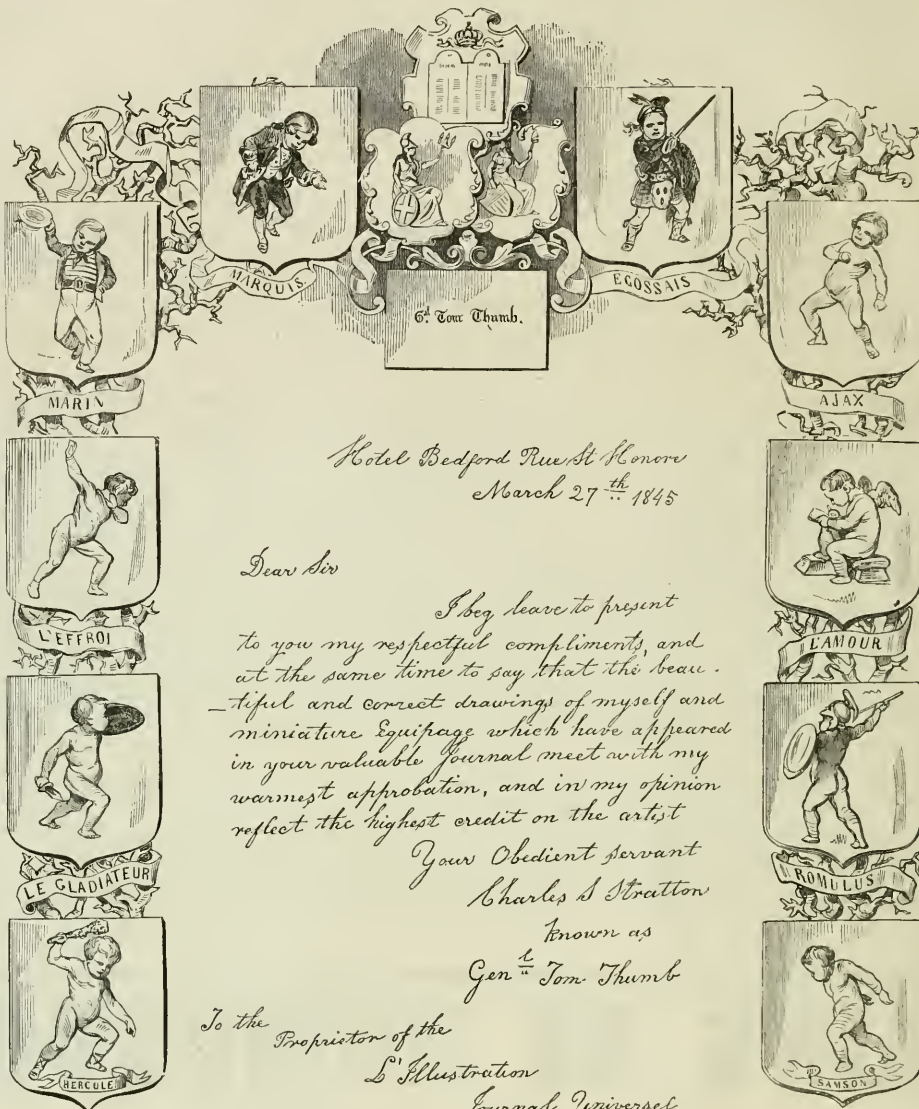 MARQUIS
ECOSSAIS
G.d Tom Thumb.
MARIN
AJAX
L'EFFROI
L'AMOUR
LE GLADIATEUR
ROMULUS
HERCULE
SAMSON
Hotel Bedford Rue St Honore
March 27 th 1845
Dear Sir
I beg leave to present
to you my respectful compliments, and
at the same time to say that the beau-
-tiful and correct drawings of myself and
miniature Equipage which have appeared
in your valuable Journal meet with my
warmest approbation, and in my opinion
reflect the highest credit on the artist
Your Obedient servant
Charles S Stratton
known as
Gen l Tom. Thumb
To the
Proprietor of the
L'Illustration
Journal Universel